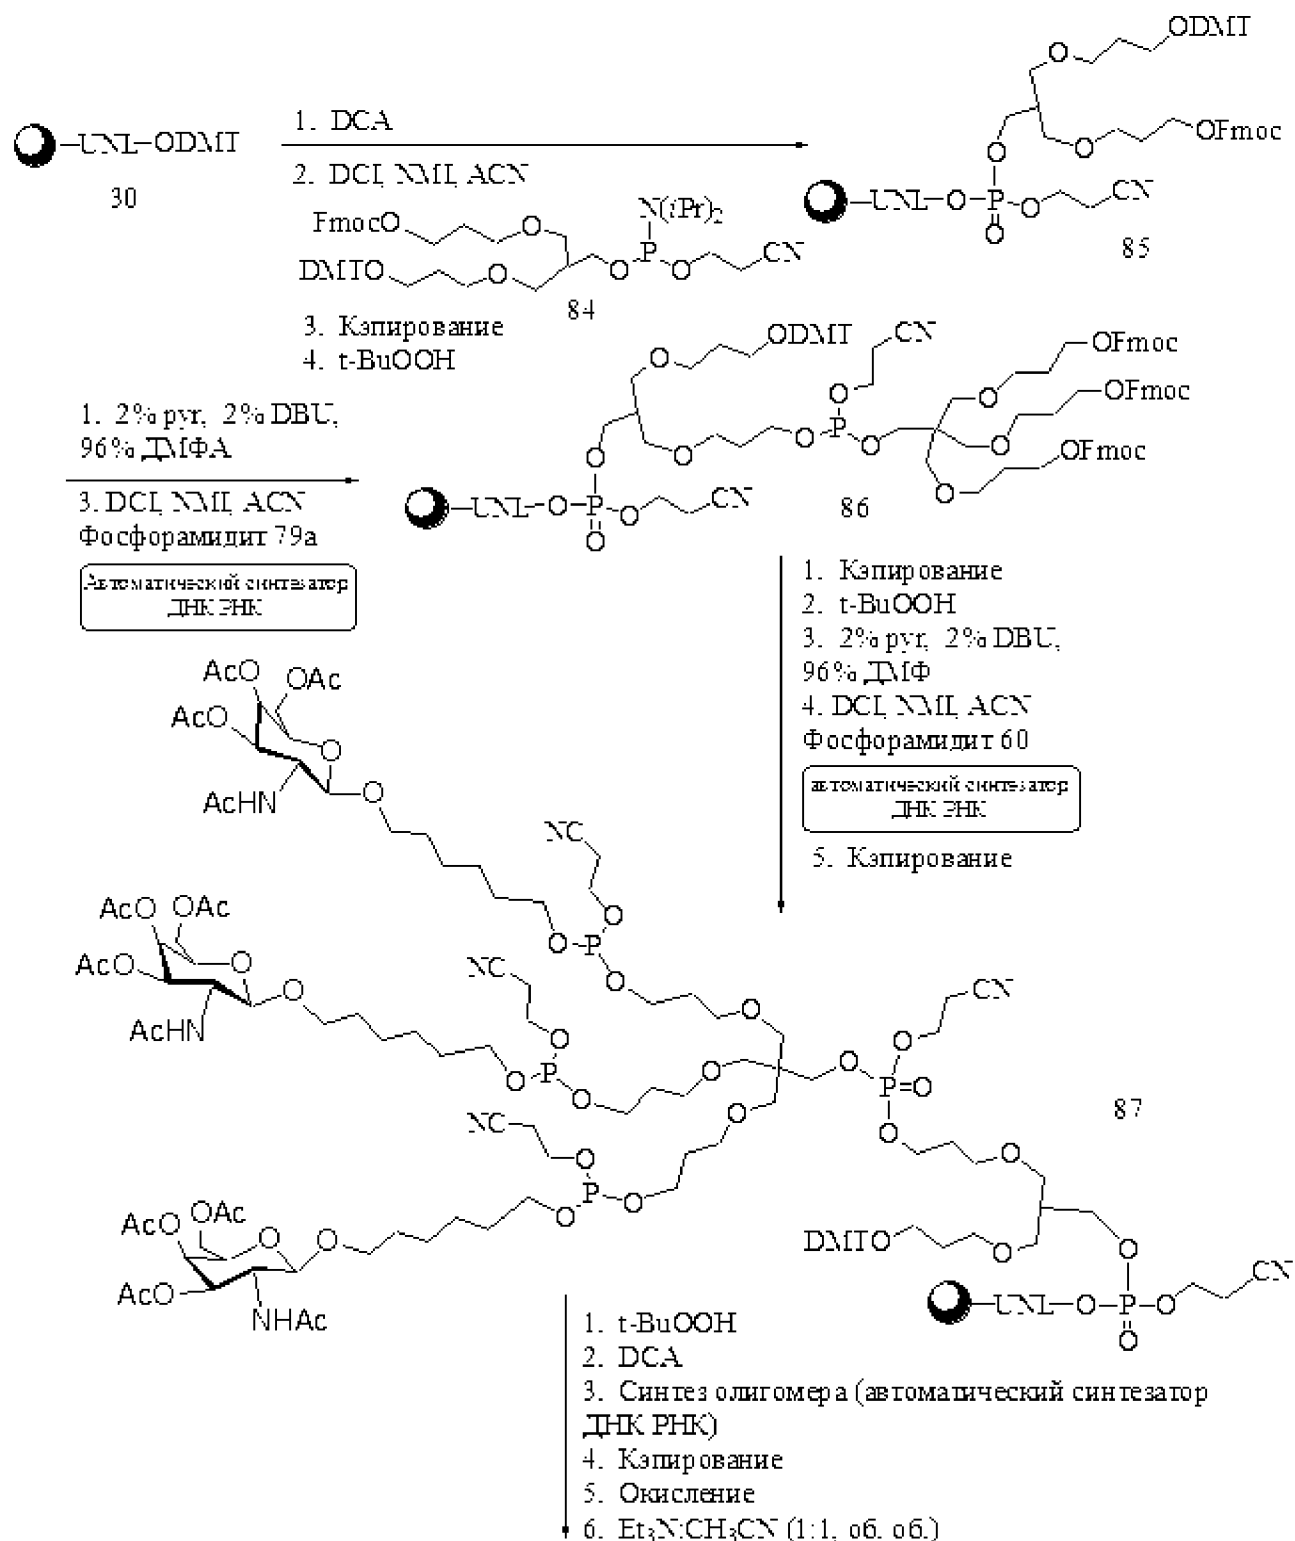 UNL-ODMT
30
1. DCA
2. DCI, NMI, ACN
FmocO
O
N(iPr)2
DMTO
O
O
P
O
CN
84
3. Кэпирование
4. t-BuOOH
ODMT
O
O
OFmoc
O
UNL-O-P-O
O
CN
85
1. 2% pyr, 2% DBU,
96% ДМФА
3. DCI, NMI, ACN
Фосфорамидит 79a
Автоматический синтезатор
ДНК РНК
ODMT
CN
O
O
OFmoc
O
O
P
O
O
O
OFmoc
O
OFmoc
O
UNL-O-P-O
O
CN
86
1. Кэпирование
2. t-BuOOH
3. 2% pyr, 2% DBU,
96% ДМФ
4. DCI, NMI, ACN
Фосфорамидит 60
автоматический синтезатор
ДНК РНК
5. Кэпирование
AcO
OAc
AcO
O
AcHN
O
NC
O
O-P
O
O
AcO
OAc
AcO
O
AcHN
O
NC
O
O
P
O
O
O
CN
O
P=O
O
87
NC
O
O
P
O
O
AcO
OAc
AcO
O
O
NHAc
O
DMTO
O
O
UNL-O-P-O
O
CN
1. t-BuOOH
2. DCA
3. Синтез олигомера (автоматический синтезатор
ДНК РНК)
4. Кэпирование
5. Окисление
6. Et3N:CH3CN (1:1, об. об.)